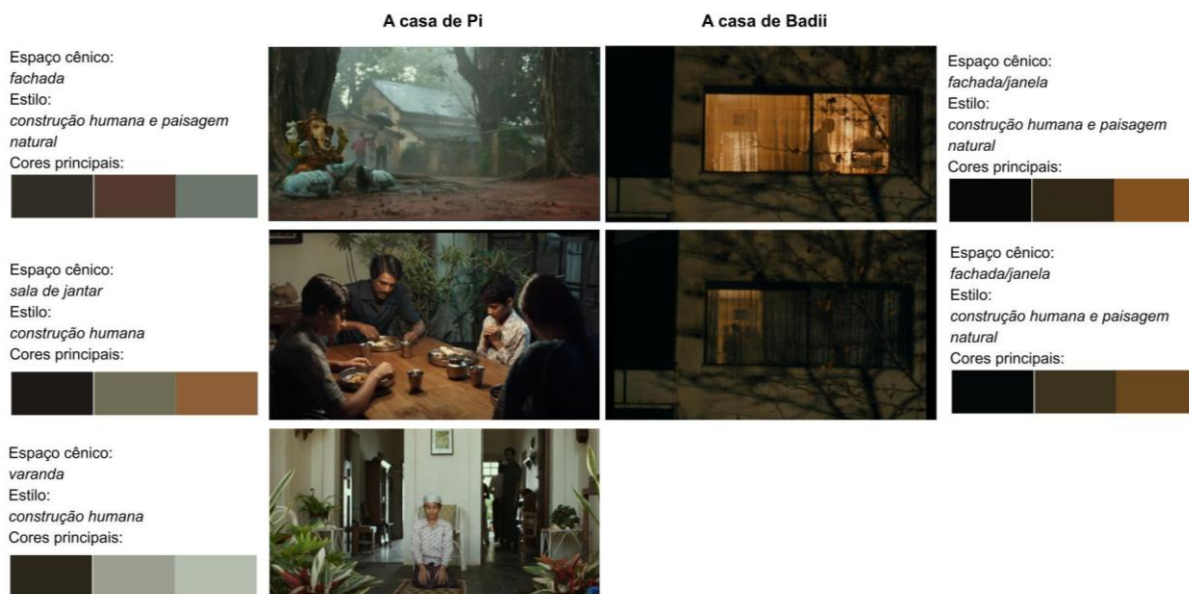 A casa de Pi
A casa de Badii
Espaço cênico:
fachada
Estilo:
construção humana e paisagem
natural
Cores principais:
Espaço cênico:
fachada/janela
Estilo:
construção humana e paisagem
natural
Cores principais:
Espaço cênico:
sala de jantar
Estilo:
construção humana
Cores principais:
Espaço cênico:
fachada/janela
Estilo:
construção humana e paisagem
natural
Cores principais:
Espaço cênico:
varanda
Estilo:
construção humana
Cores principais: